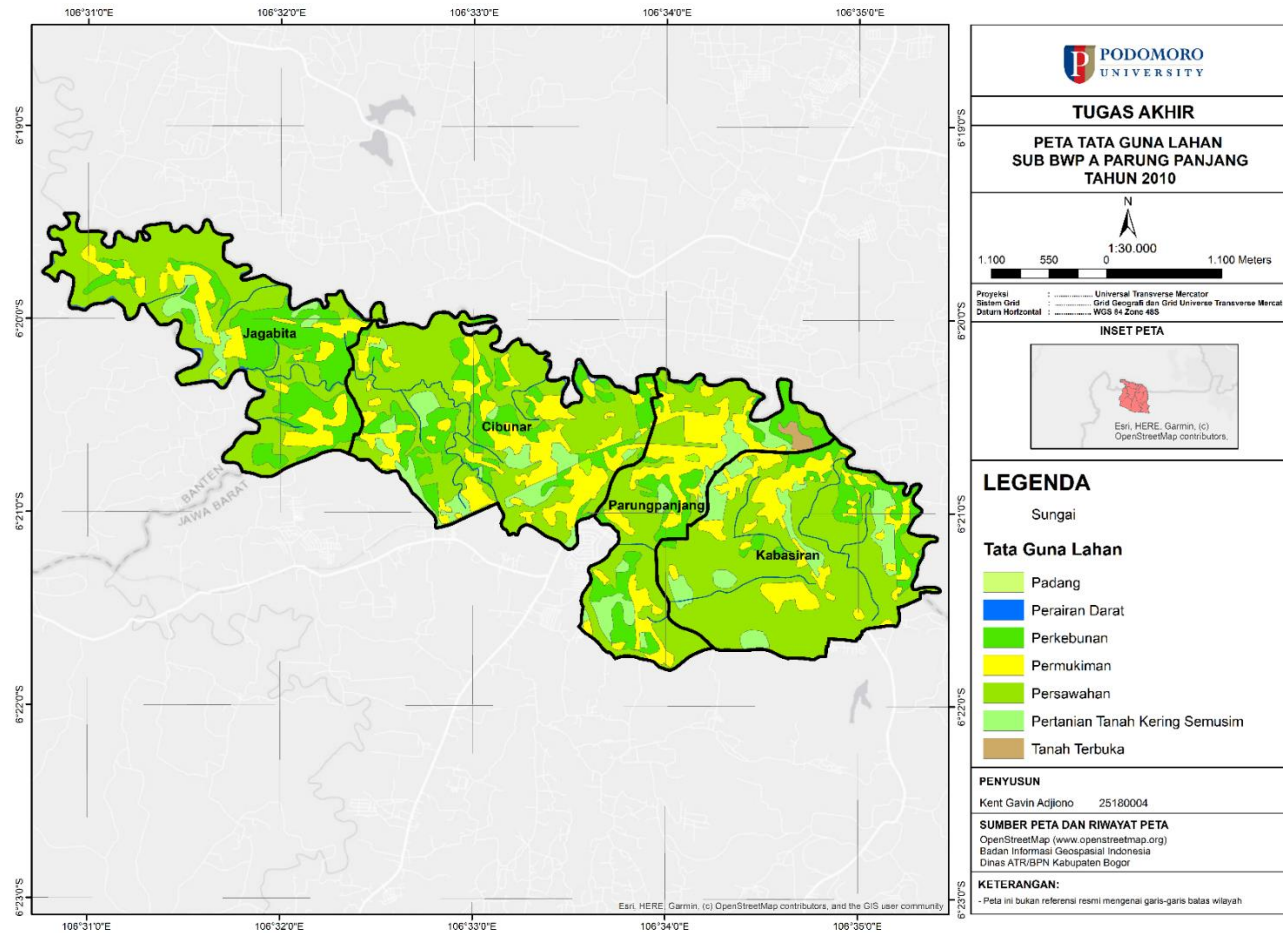 106°31'0"E 106°32'0"E 106°33'0"E 106°34'0"E 106°35'0"E
6°19'0"S 6°19'0"S
6°20'0"S 6°20'0"S
6°21'0"S 6°21'0"S
6°22'0"S 6°22'0"S
6°23'0"S 6°23'0"S
Jagabita
Cibunar
Parungpanjang
Kabasiran
BANTEN
JAWA BARAT
Esri, HERE, Garmin, (c) OpenStreetMap contributors, and the GIS user community
106°31'0"E 106°32'0"E 106°33'0"E 106°34'0"E 106°35'0"E
P PODOMORO
UNIVERSITY
TUGAS AKHIR
PETA TATA GUNA LAHAN
SUB BWP A PARUNG PANJANG
TAHUN 2010
N
1:30.000
1.100 550 0 1.100 Meters
Proyeksi : ................ Universal Transverse Mercator
Sistem Grid : ................ Grid Geografi dan Grid Universe Transverse Mercat
Datum Horizontal : ................ WGS 84 Zone 48S
INSET PETA
Esri, HERE, Garmin, (c)
OpenStreetMap contributors,
LEGENDA
Sungai
Tata Guna Lahan
Padang
Perairan Darat
Perkebunan
Permukiman
Persawahan
Pertanian Tanah Kering Semusim
Tanah Terbuka
PENYUSUN
Kent Gavin Adjiono 25180004
SUMBER PETA DAN RIWAYAT PETA
OpenStreetMap (www.openstreetmap.org)
Badan Informasi Geospasial Indonesia
Dinas ATR/BPN Kabupaten Bogor
KETERANGAN:
- Peta ini bukan referensi resmi mengenai garis-garis batas wilayah